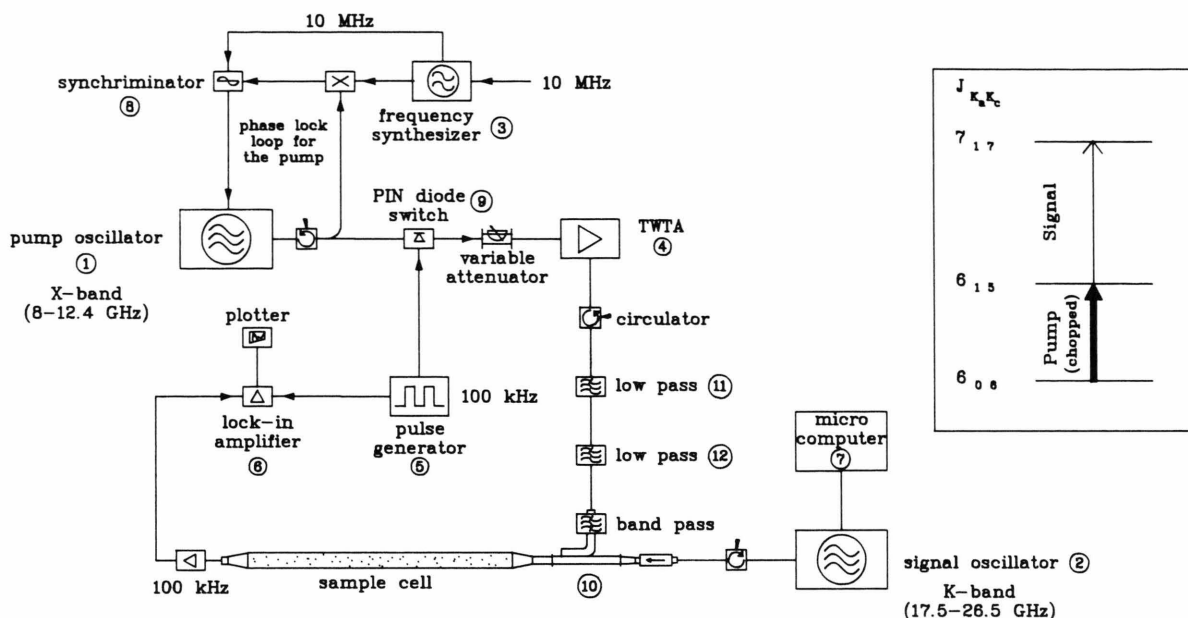 10 MHz
synchriminator
⑧
10 MHz
frequency
synthesizer ③
phase lock
loop for
the pump
PIN diode
switch ⑨
pump oscillator
①
X-band
(8-12.4 GHz)
variable
attenuator
TWTA
④
plotter
circulator
lock-in
amplifier
⑥
100 kHz
pulse
generator
⑤
low pass ⑪
low pass ⑫
band pass
micro
computer
⑦
100 kHz
sample cell
⑩
signal oscillator ②
K-band
(17.5-26.5 GHz)
J KaKc
7 1 7
Signal
6 1 5
Pump
(chopped)
6 0 6